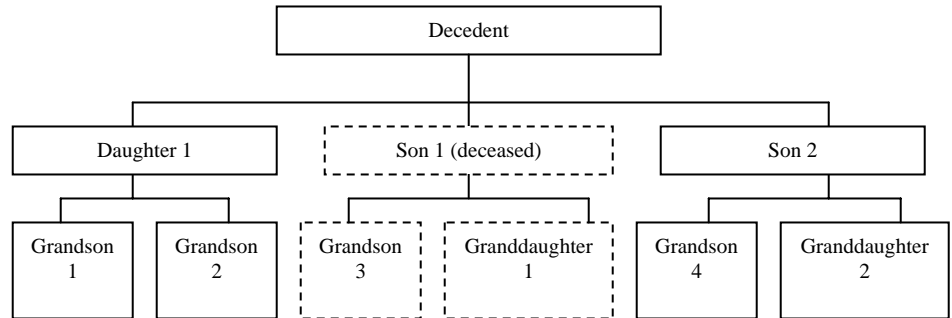 Decedent
Daughter 1
Son 1 (deceased)
Son 2
Grandson
1
Grandson
2
Grandson
3
Granddaughter
1
Grandson
4
Granddaughter
2